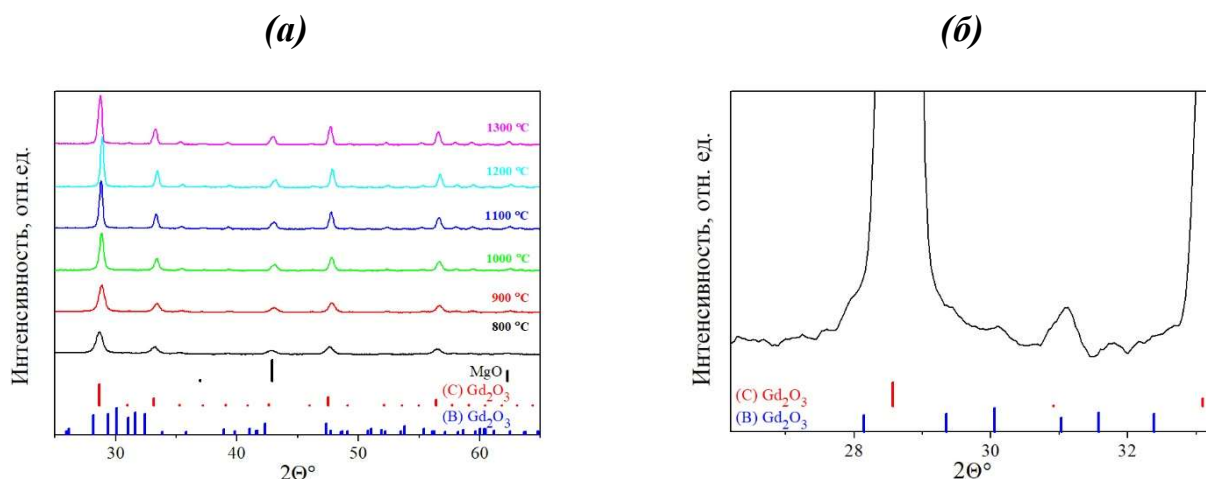 (а)
(б)
Интенсивность, отн.ед.
1300 °C
1200 °C
1100 °C
1000 °C
900 °C
800 °C
MgO
(C) Gd₂O₃
(B) Gd₂O₃
30
40
50
60
2Θ°
Интенсивность, отн. ед.
(C) Gd₂O₃
(B) Gd₂O₃
28
30
32
2Θ°